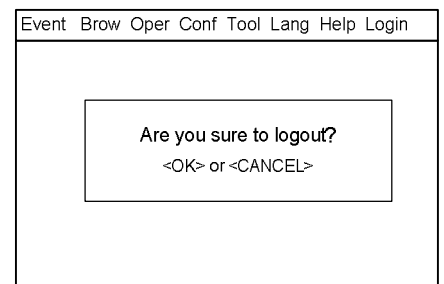 Event Brow Oper Conf Tool Lang Help Login
Are you sure to logout?
<OK> or <CANCEL>